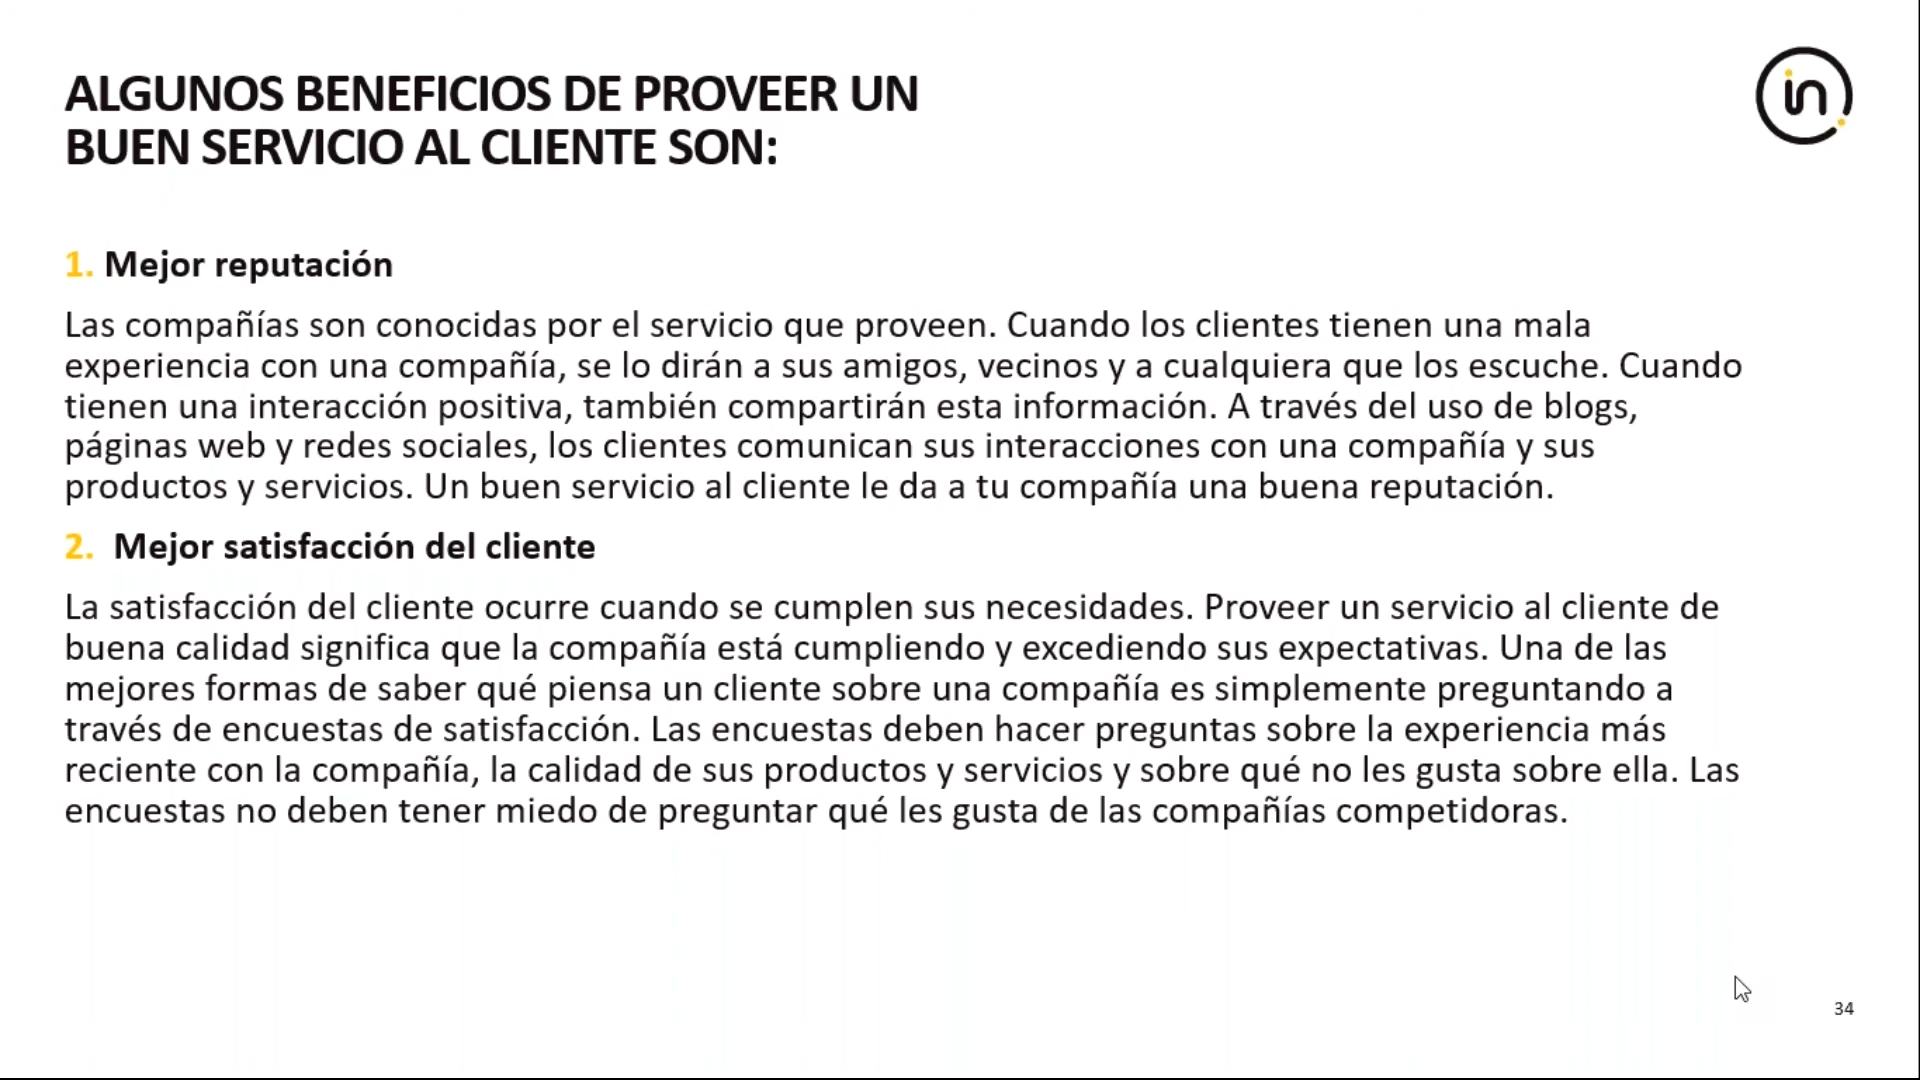 ALGUNOS BENEFICIOS DE PROVEER UN
BUEN SERVICIO AL CLIENTE SON:
in
1. Mejor reputación
Las compañías son conocidas por el servicio que proveen. Cuando los clientes tienen una mala
experiencia con una compañía, se lo dirán a sus amigos, vecinos y a cualquiera que los escuche. Cuando
tienen una interacción positiva, también compartirán esta información. A través del uso de blogs,
páginas web y redes sociales, los clientes comunican sus interacciones con una compañía y sus
productos y servicios. Un buen servicio al cliente le da a tu compañía una buena reputación.
2. Mejor satisfacción del cliente
La satisfacción del cliente ocurre cuando se cumplen sus necesidades. Proveer un servicio al cliente de
buena calidad significa que la compañía está cumpliendo y excediendo sus expectativas. Una de las
mejores formas de saber qué piensa un cliente sobre una compañía es simplemente preguntando a
través de encuestas de satisfacción. Las encuestas deben hacer preguntas sobre la experiencia más
reciente con la compañía, la calidad de sus productos y servicios y sobre qué no les gusta sobre ella. Las
encuestas no deben tener miedo de preguntar qué les gusta de las compañías competidoras.
34